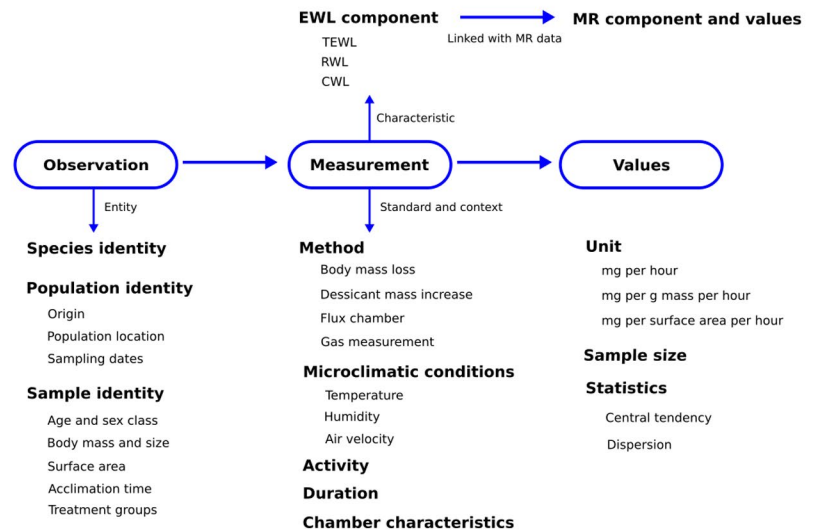 EWL component
Linked with MR data
MR component and values
TEWL
RWL
CWL
Characteristic
Observation
Measurement
Values
Entity
Standard and context
Species identity
Population identity
Origin
Population location
Sampling dates
Sample identity
Age and sex class
Body mass and size
Surface area
Acclimation time
Treatment groups
Method
Body mass loss
Dessicant mass increase
Flux chamber
Gas measurement
Microclimatic conditions
Temperature
Humidity
Air velocity
Activity
Duration
Chamber characteristics
Unit
mg per hour
mg per g mass per hour
mg per surface area per hour
Sample size
Statistics
Central tendency
Dispersion